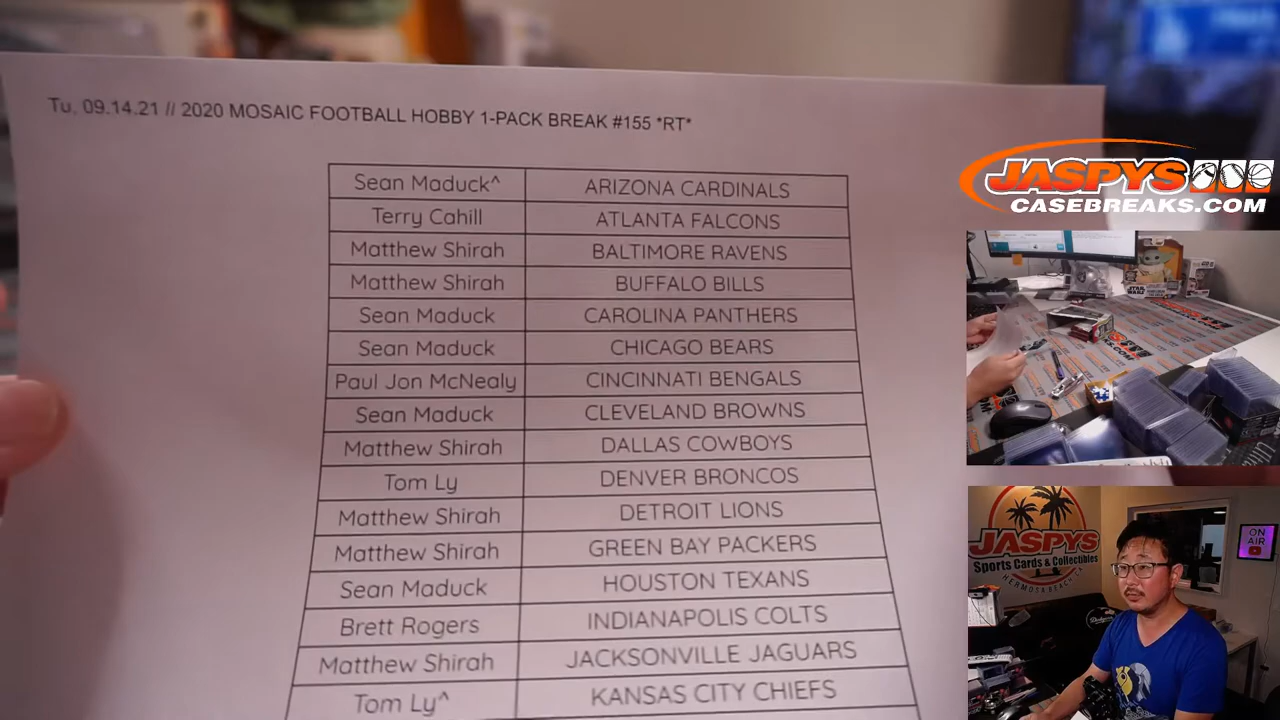 Tu, 09.14.21 // 2020 MOSAIC FOOTBALL HOBBY 1-PACK BREAK #155 *RT*
Sean Maduck^ ARIZONA CARDINALS
Terry Cahill ATLANTA FALCONS
Matthew Shirah BALTIMORE RAVENS
Matthew Shirah BUFFALO BILLS
Sean Maduck CAROLINA PANTHERS
Sean Maduck CHICAGO BEARS
Paul Jon McNealy CINCINNATI BENGALS
Sean Maduck CLEVELAND BROWNS
Matthew Shirah DALLAS COWBOYS
Tom Ly DENVER BRONCOS
Matthew Shirah DETROIT LIONS
Matthew Shirah GREEN BAY PACKERS
Sean Maduck HOUSTON TEXANS
Brett Rogers INDIANAPOLIS COLTS
Matthew Shirah JACKSONVILLE JAGUARS
Tom Ly^ KANSAS CITY CHIEFS
JASPYS
CASEBREAKS.COM
STAR WARS
JASPYS
Sports Cards & Collectibles
HERMOSA BEACH, CA
ON AIR
Dodgers